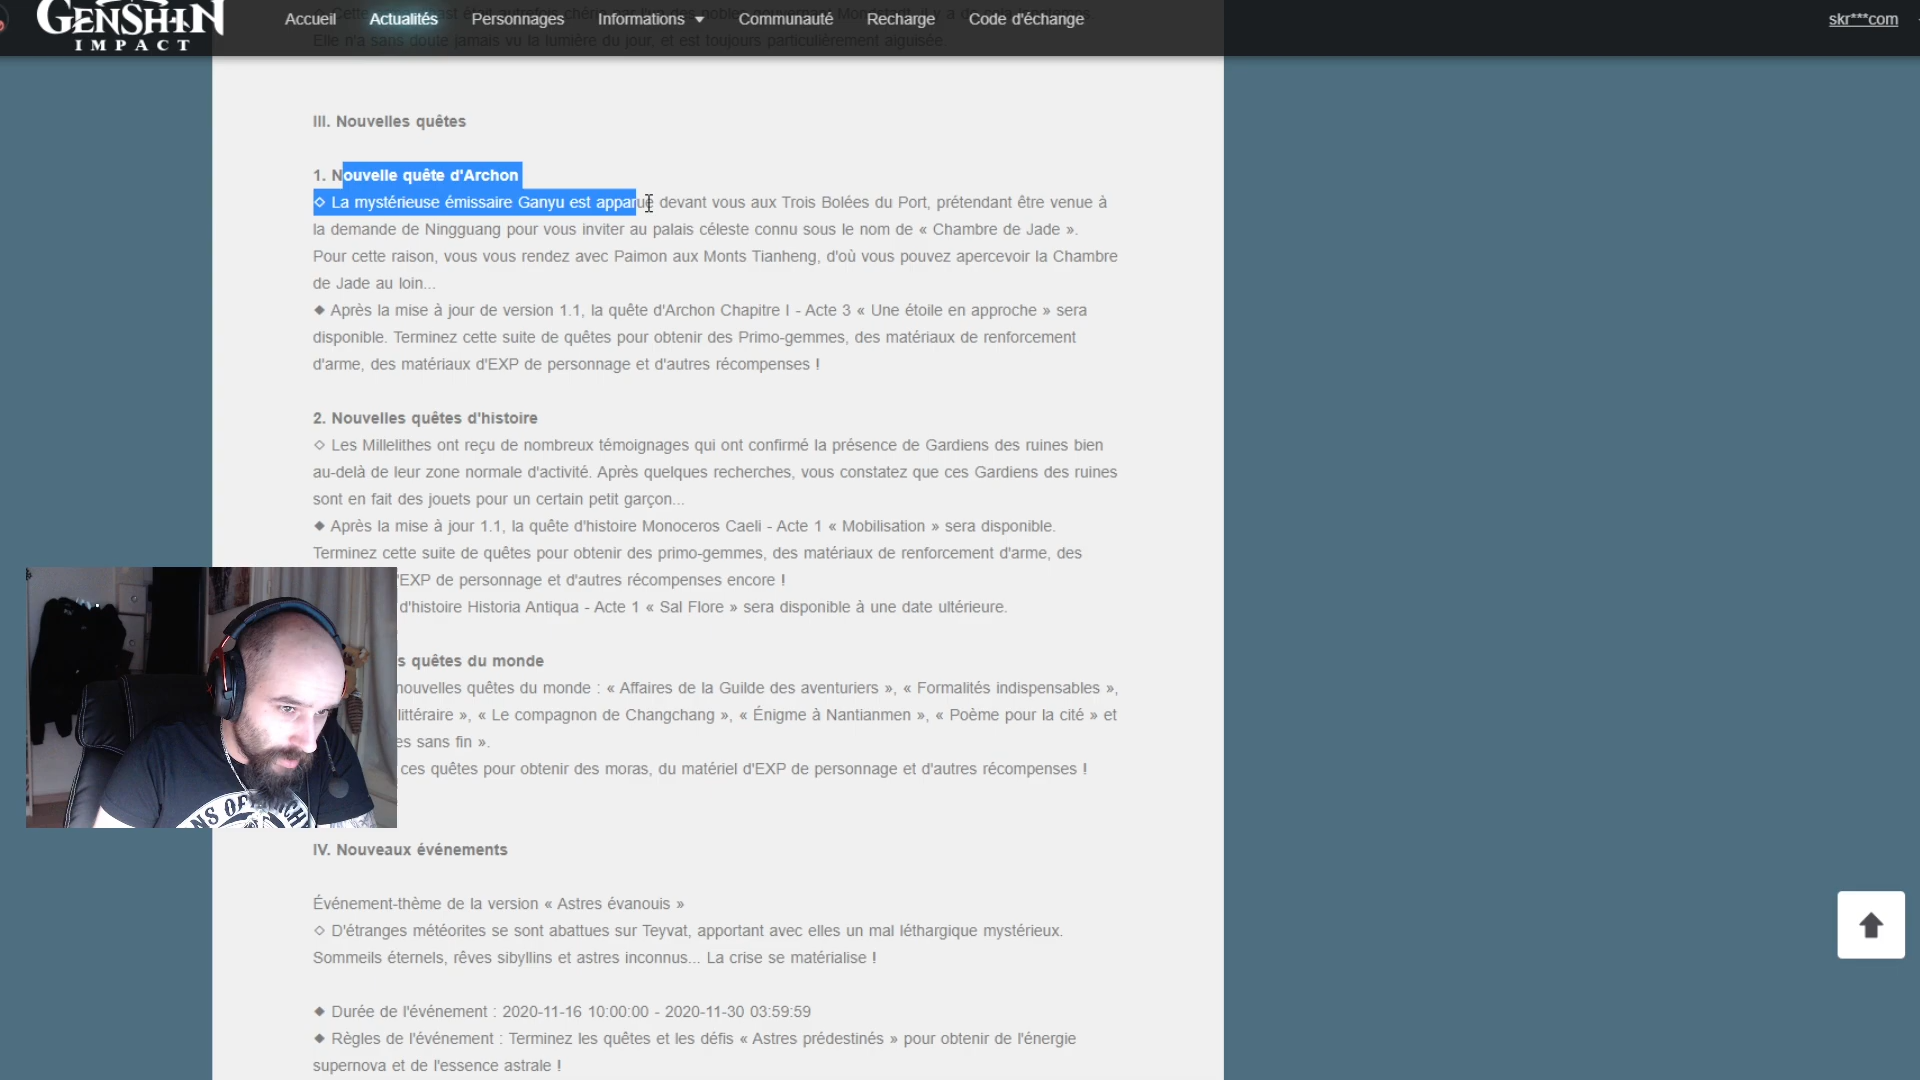 GENSHIN
IMPACT
Accueil
Actualités
Personnages
Informations
Communauté
Recharge
Code d'échange
skr***com
Elle n'a sans doute jamais vu la lumière du jour, et est toujours particulièrement aiguisée.
III. Nouvelles quêtes
1. Nouvelle quête d'Archon
◇ La mystérieuse émissaire Ganyu est apparue devant vous aux Trois Bolées du Port, prétendant être venue à
la demande de Ningguang pour vous inviter au palais céleste connu sous le nom de « Chambre de Jade ».
Pour cette raison, vous vous rendez avec Paimon aux Monts Tianheng, d'où vous pouvez apercevoir la Chambre
de Jade au loin...
◆ Après la mise à jour de version 1.1, la quête d'Archon Chapitre I - Acte 3 « Une étoile en approche » sera
disponible. Terminez cette suite de quêtes pour obtenir des Primo-gemmes, des matériaux de renforcement
d'arme, des matériaux d'EXP de personnage et d'autres récompenses !
2. Nouvelles quêtes d'histoire
◇ Les Millelithes ont reçu de nombreux témoignages qui ont confirmé la présence de Gardiens des ruines bien
au-delà de leur zone normale d'activité. Après quelques recherches, vous constatez que ces Gardiens des ruines
sont en fait des jouets pour un certain petit garçon...
◆ Après la mise à jour 1.1, la quête d'histoire Monoceros Caeli - Acte 1 « Mobilisation » sera disponible.
Terminez cette suite de quêtes pour obtenir des primo-gemmes, des matériaux de renforcement d'arme, des
'EXP de personnage et d'autres récompenses encore !
d'histoire Historia Antiqua - Acte 1 « Sal Flore » sera disponible à une date ultérieure.
s quêtes du monde
nouvelles quêtes du monde : « Affaires de la Guilde des aventuriers », « Formalités indispensables »,
littéraire », « Le compagnon de Changchang », « Énigme à Nantianmen », « Poème pour la cité » et
es sans fin ».
ces quêtes pour obtenir des moras, du matériel d'EXP de personnage et d'autres récompenses !
IV. Nouveaux événements
Événement-thème de la version « Astres évanouis »
◇ D'étranges météorites se sont abattues sur Teyvat, apportant avec elles un mal léthargique mystérieux.
Sommeils éternels, rêves sibyllins et astres inconnus... La crise se matérialise !
◆ Durée de l'événement : 2020-11-16 10:00:00 - 2020-11-30 03:59:59
◆ Règles de l'événement : Terminez les quêtes et les défis « Astres prédestinés » pour obtenir de l'énergie
supernova et de l'essence astrale !